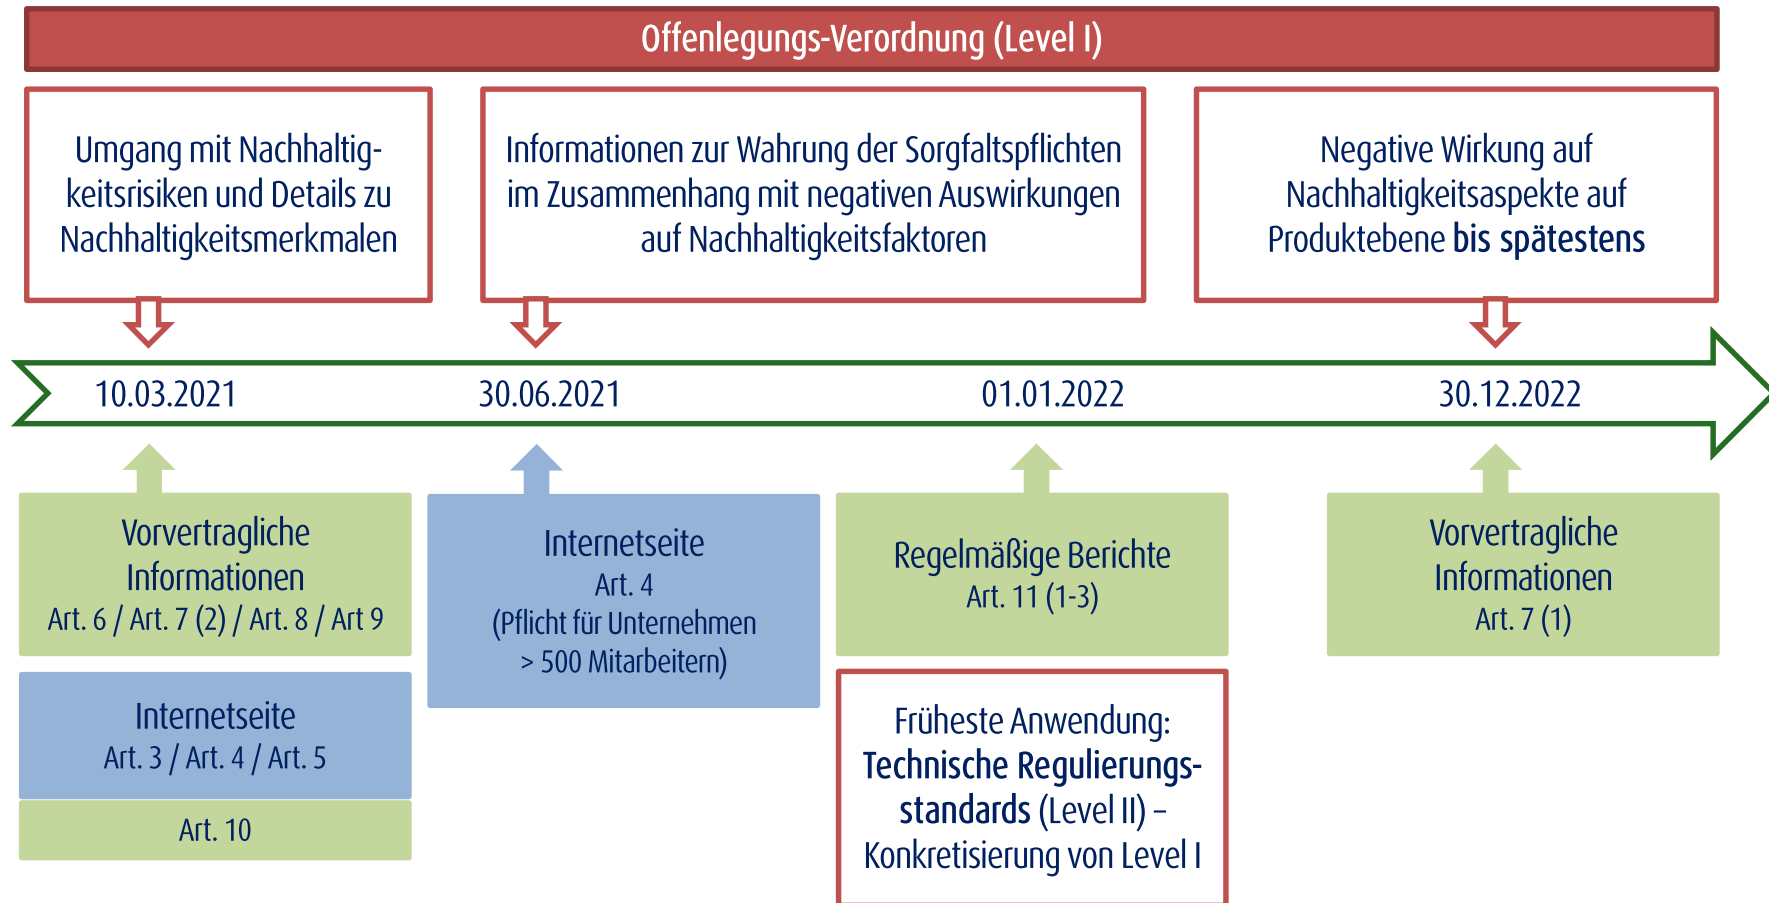 Offenlegungs-Verordnung (Level I)
Umgang mit Nachhaltig-
keitsrisiken und Details zu
Nachhaltigkeitsmerkmalen
Informationen zur Wahrung der Sorgfaltspflichten
im Zusammenhang mit negativen Auswirkungen
auf Nachhaltigkeitsfaktoren
Negative Wirkung auf
Nachhaltigkeitsaspekte auf
Produktebene bis spätestens
10.03.2021
30.06.2021
01.01.2022
30.12.2022
Vorvertragliche
Informationen
Art. 6 / Art. 7 (2) / Art. 8 / Art 9
Internetseite
Art. 3 / Art. 4 / Art. 5
Art. 10
Internetseite
Art. 4
(Pflicht für Unternehmen
> 500 Mitarbeitern)
Regelmäßige Berichte
Art. 11 (1-3)
Früheste Anwendung:
Technische Regulierungs-
standards (Level II) –
Konkretisierung von Level I
Vorvertragliche
Informationen
Art. 7 (1)